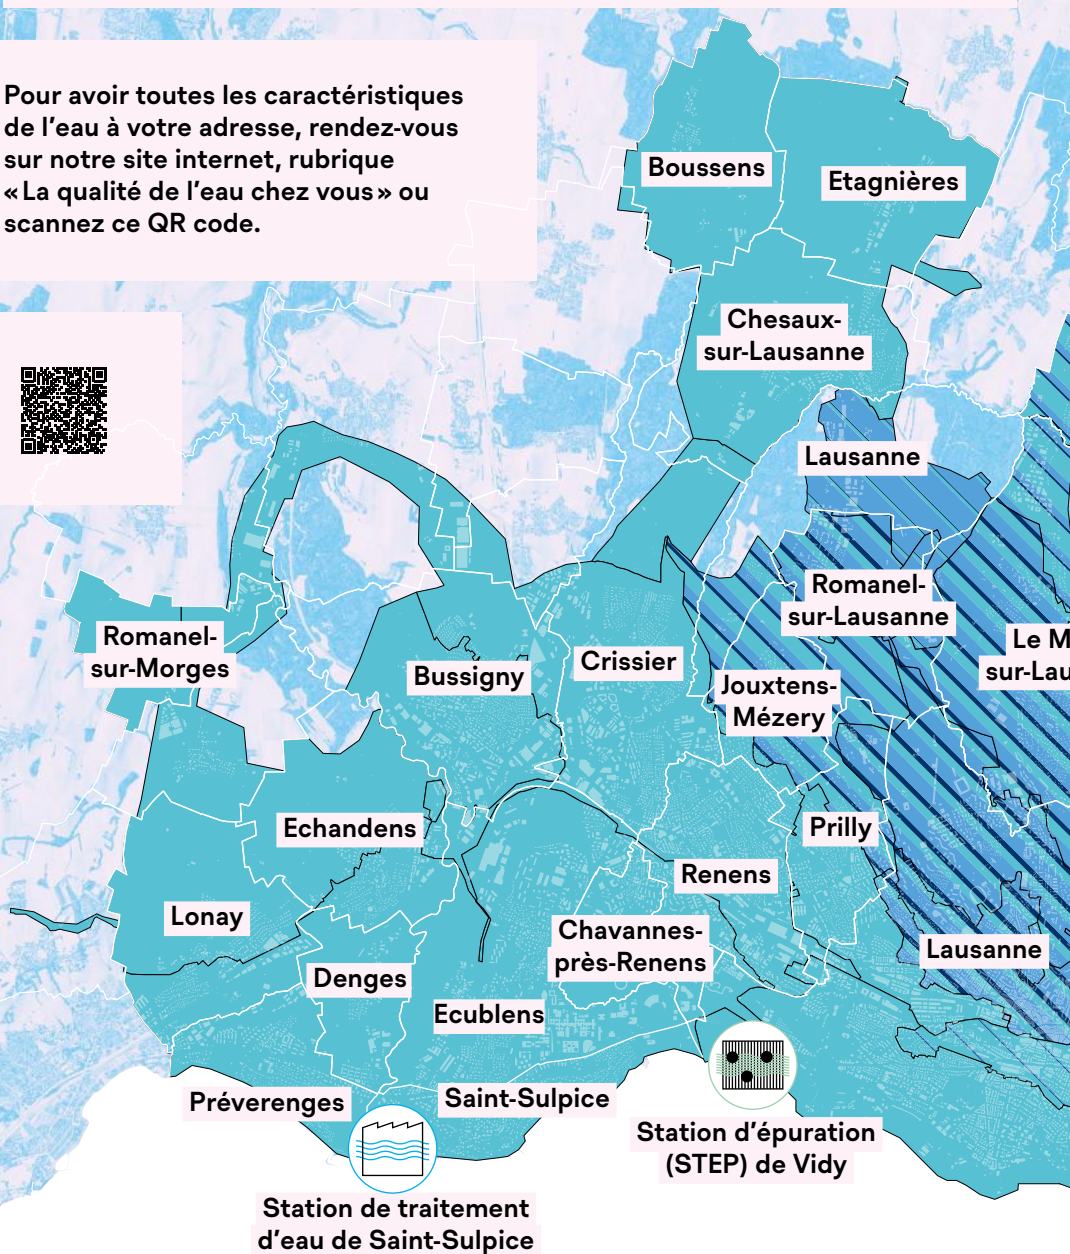 Pour avoir toutes les caractéristiques
de l'eau à votre adresse, rendez-vous
sur notre site internet, rubrique
« La qualité de l'eau chez vous » ou
scannez ce QR code.
Boussens
Etagnières
Chesaux-
sur-Lausanne
Lausanne
Romanel-
sur-Lausanne
Le M
sur-Lau
Romanel-
sur-Morges
Bussigny
Crissier
Jouxtens-
Mézery
Echandens
Prilly
Renens
Lonay
Chavannes-
près-Renens
Lausanne
Denges
Ecublens
Préverenges
Saint-Sulpice
Station d'épuration
(STEP) de Vidy
Station de traitement
d'eau de Saint-Sulpice